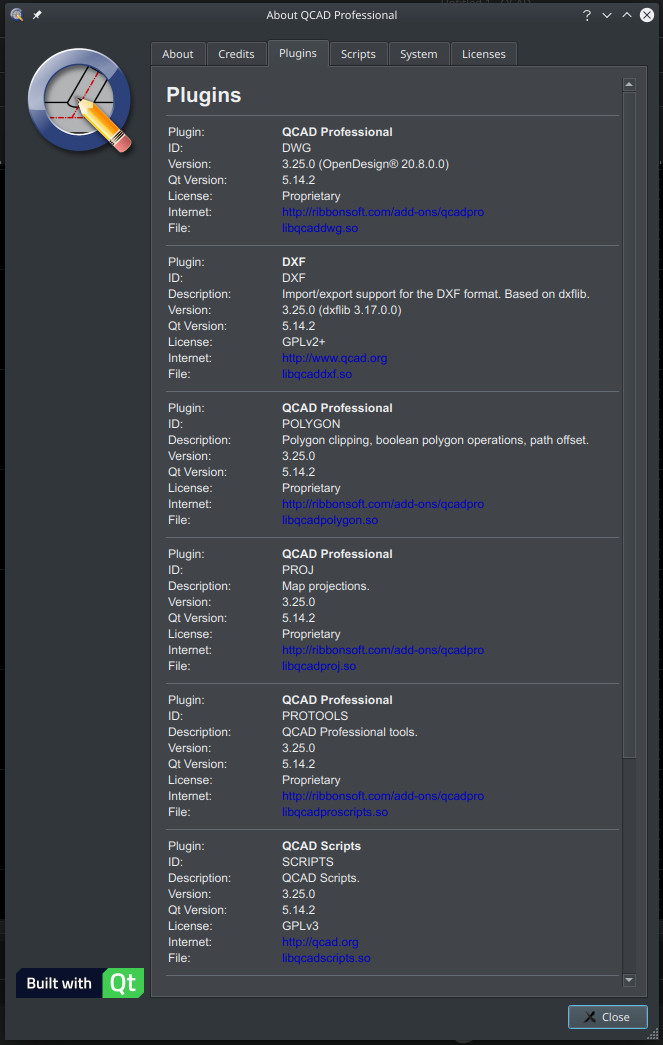 About QCAD Professional
About Credits Plugins Scripts System Licenses
Plugins
Plugin: QCAD Professional
ID: DWG
Version: 3.25.0 (OpenDesign® 20.8.0.0)
Qt Version: 5.14.2
License: Proprietary
Internet: http://ribbonsoft.com/add-ons/qcadpro
File: libqcaddwg.so
Plugin: DXF
ID: DXF
Description: Import/export support for the DXF format. Based on dxflib.
Version: 3.25.0 (dxflib 3.17.0.0)
Qt Version: 5.14.2
License: GPLv2+
Internet: http://www.qcad.org
File: libqcaddxf.so
Plugin: QCAD Professional
ID: POLYGON
Description: Polygon clipping, boolean polygon operations, path offset.
Version: 3.25.0
Qt Version: 5.14.2
License: Proprietary
Internet: http://ribbonsoft.com/add-ons/qcadpro
File: libqcadpolygon.so
Plugin: QCAD Professional
ID: PROJ
Description: Map projections.
Version: 3.25.0
Qt Version: 5.14.2
License: Proprietary
Internet: http://ribbonsoft.com/add-ons/qcadpro
File: libqcadproj.so
Plugin: QCAD Professional
ID: PROTOOLS
Description: QCAD Professional tools.
Version: 3.25.0
Qt Version: 5.14.2
License: Proprietary
Internet: http://ribbonsoft.com/add-ons/qcadpro
File: libqcadproscripts.so
Plugin: QCAD Scripts
ID: SCRIPTS
Description: QCAD Scripts.
Version: 3.25.0
Qt Version: 5.14.2
License: GPLv3
Internet: http://qcad.org
File: libqcadscripts.so
Built with Qt
Close